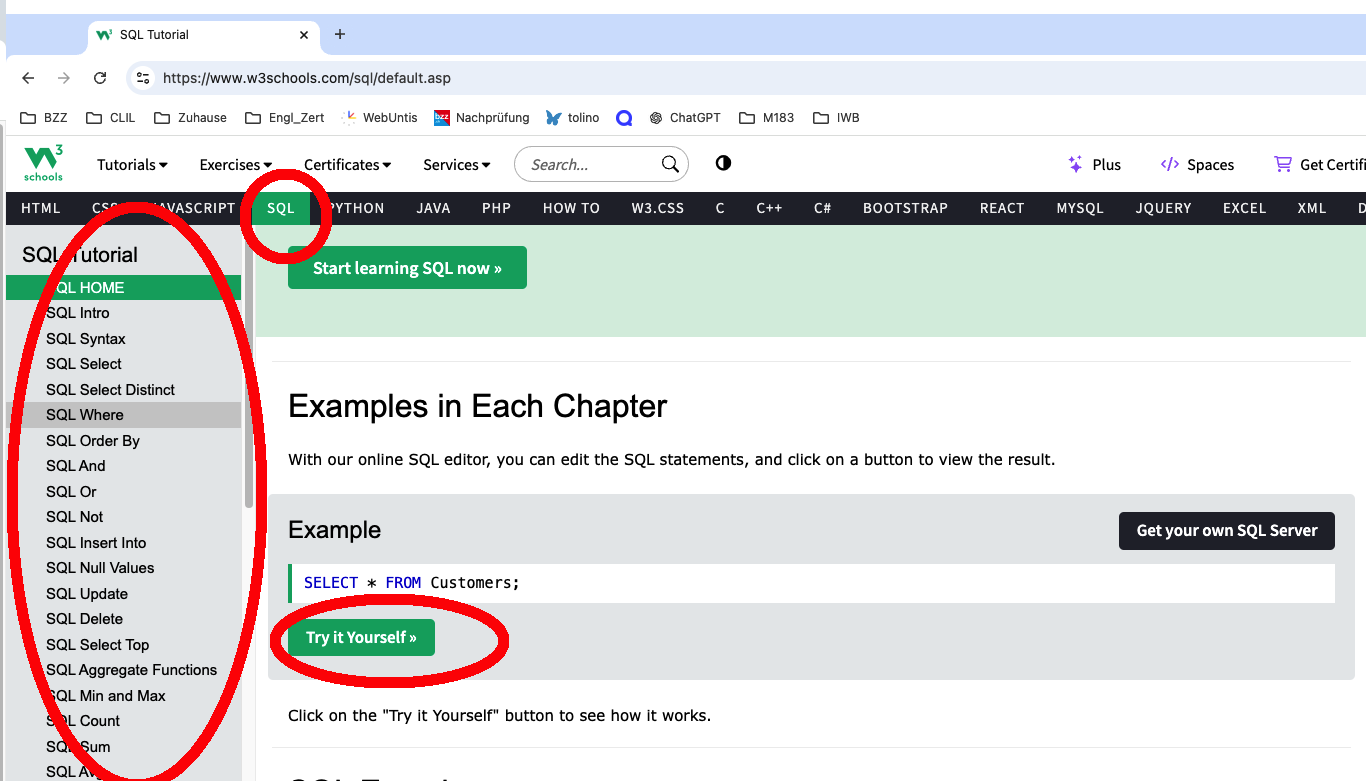 SQL Tutorial
https://www.w3schools.com/sql/default.asp
BZZ CLIL Zuhause Engl_Zert WebUntis bzz Nachprüfung tolino ChatGPT M183 IWB
W3 schools Tutorials Exercises Certificates Services Search... Plus Spaces Get Certifi
HTML CSS JAVASCRIPT SQL PYTHON JAVA PHP HOW TO W3.CSS C C++ C# BOOTSTRAP REACT MYSQL JQUERY EXCEL XML D
SQL Tutorial
SQL HOME
SQL Intro
SQL Syntax
SQL Select
SQL Select Distinct
SQL Where
SQL Order By
SQL And
SQL Or
SQL Not
SQL Insert Into
SQL Null Values
SQL Update
SQL Delete
SQL Select Top
SQL Aggregate Functions
SQL Min and Max
SQL Count
SQL Sum
SQL Avg
Start learning SQL now »
Examples in Each Chapter
With our online SQL editor, you can edit the SQL statements, and click on a button to view the result.
Example
Get your own SQL Server
SELECT * FROM Customers;
Try it Yourself »
Click on the "Try it Yourself" button to see how it works.